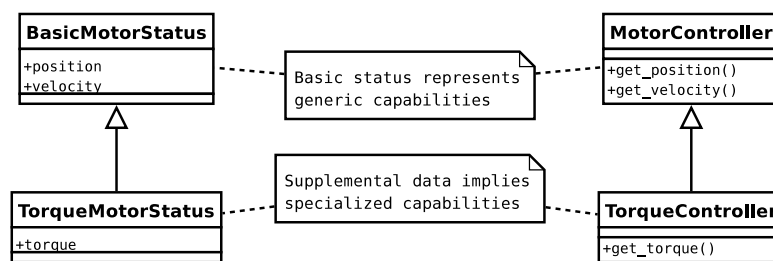 BasicMotorStatus
+position
+velocity
Basic status represents
generic capabilities
MotorController
+get_position()
+get_velocity()
TorqueMotorStatus
+torque
Supplemental data implies
specialized capabilities
TorqueController
+get_torque()